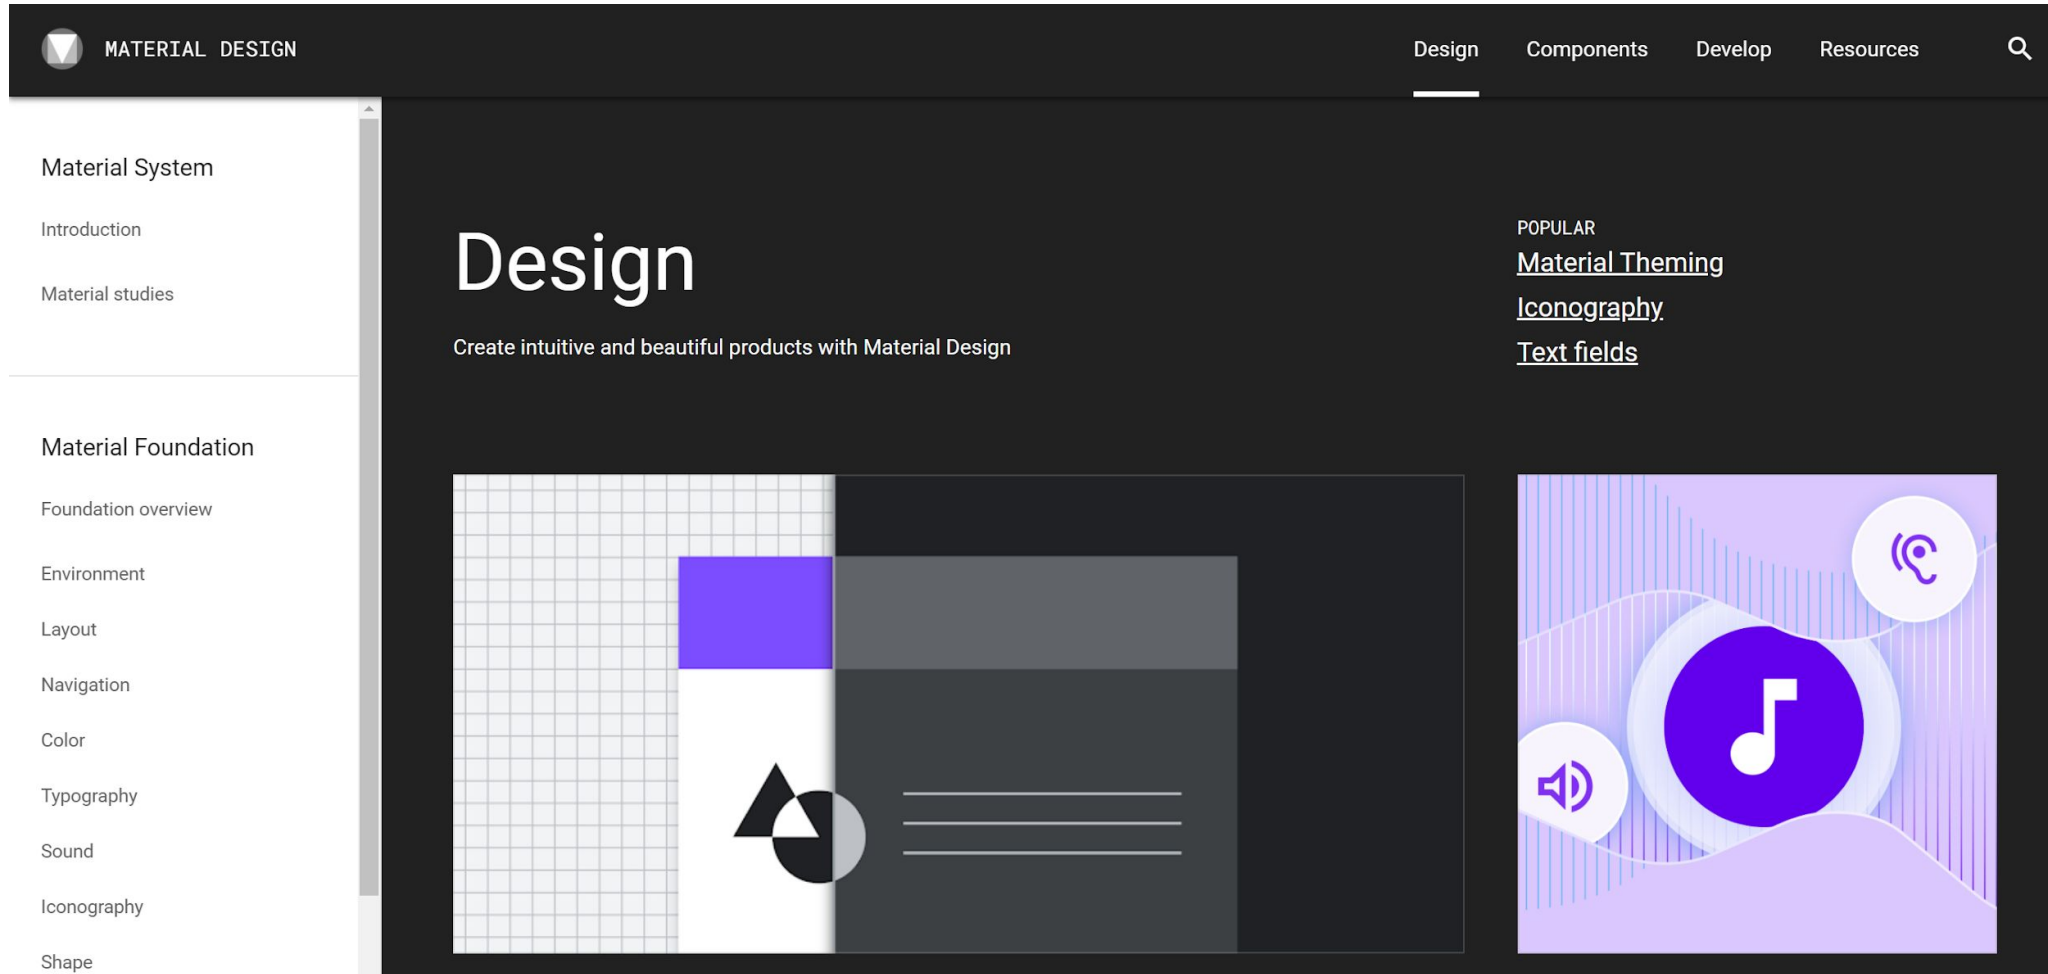 MATERIAL DESIGN
Design
Components
Develop
Resources
Material System
Introduction
Material studies
Material Foundation
Foundation overview
Environment
Layout
Navigation
Color
Typography
Sound
Iconography
Shape
Design
Create intuitive and beautiful products with Material Design
POPULAR
Material Theming
Iconography
Text fields